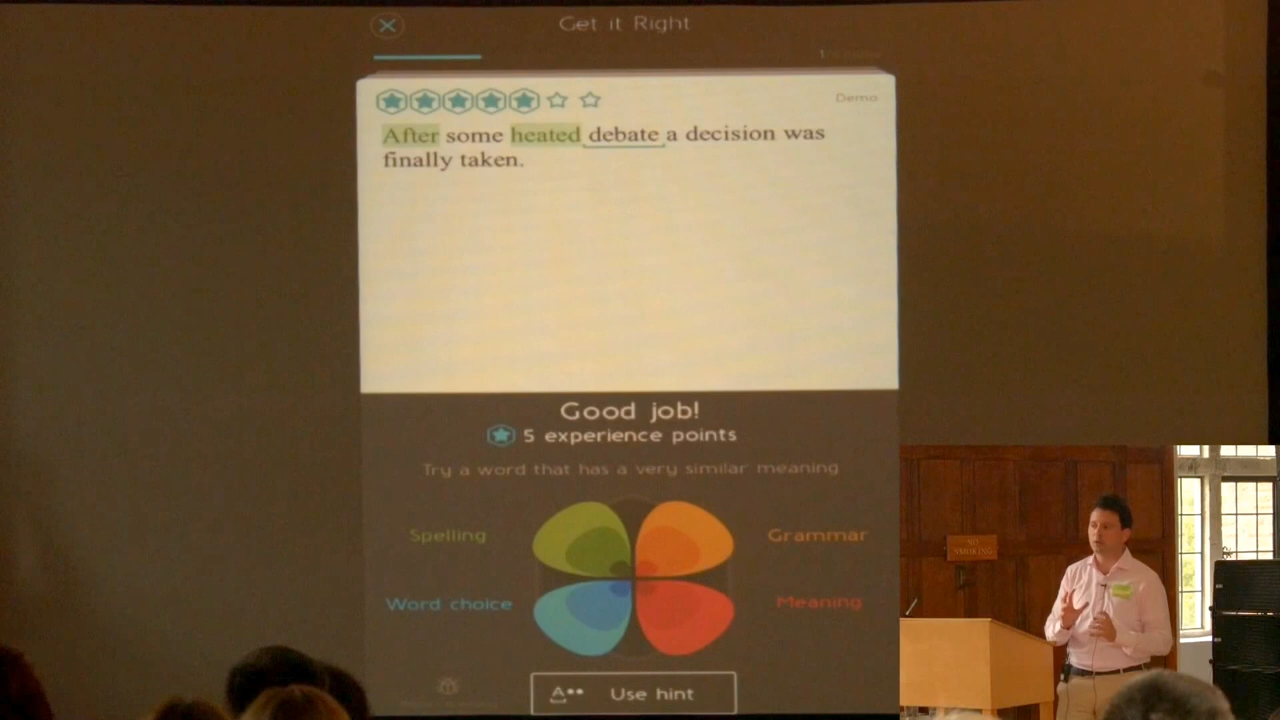 Get it Right
Demo
After some heated debate a decision was
finally taken.
Good job!
5 experience points
Try a word that has a very similar meaning
Spelling
Grammar
Word choice
Meaning
A•• Use hint
NO
SMOKING